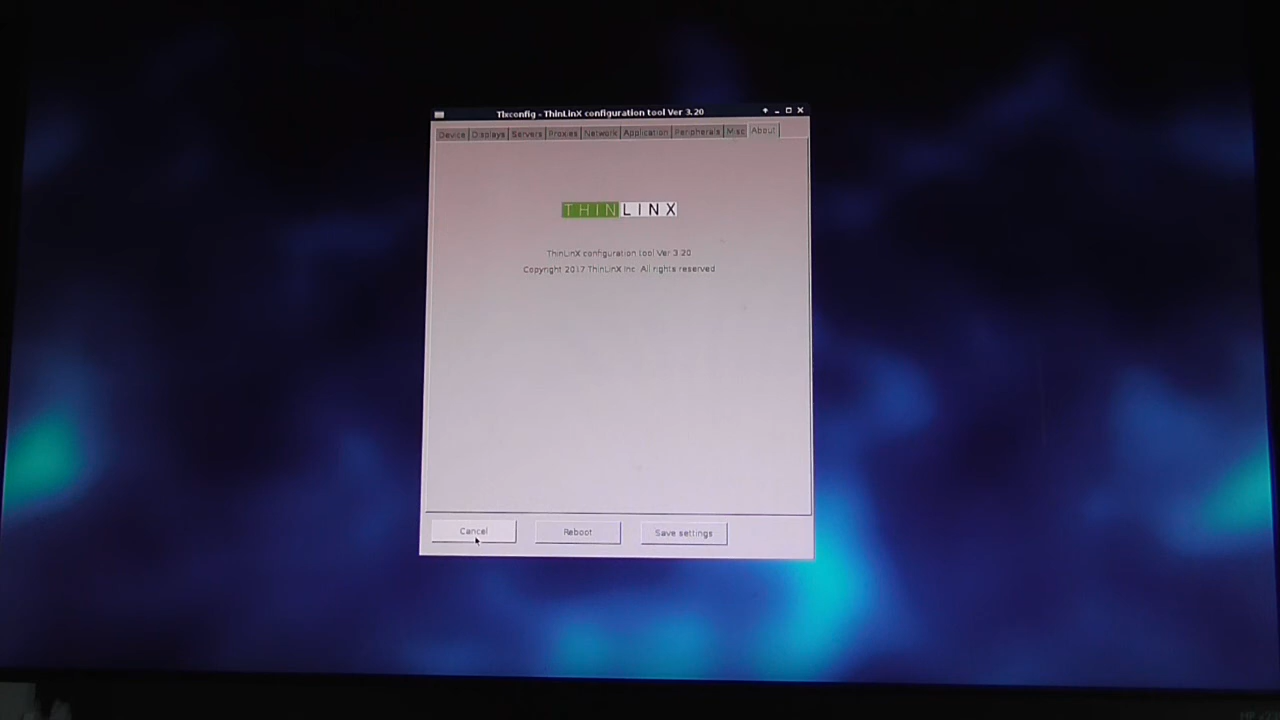 Tlxconfig - ThinLinX configuration tool Ver 3.20
Device Displays Servers Proxies Network Application Peripherals Misc About
THINLINX
ThinLinX configuration tool Ver 3.20
Copyright 2017 ThinLinX Inc. All rights reserved
Cancel Reboot Save settings